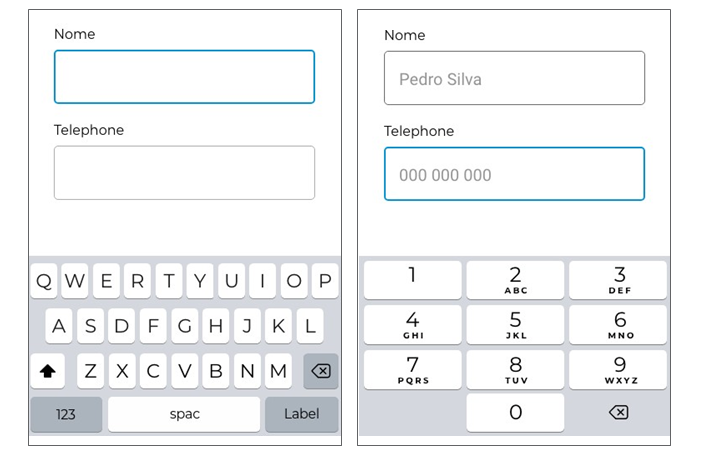 Nome
Telephone
Q W E R T Y U I O P
A S D F G H J K L
Z X C V B N M
123 spac Label
Nome
Pedro Silva
Telephone
000 000 000
1 2 3
ABC DEF
4 5 6
GHI JKL MNO
7 8 9
PQRS TUV WXYZ
0